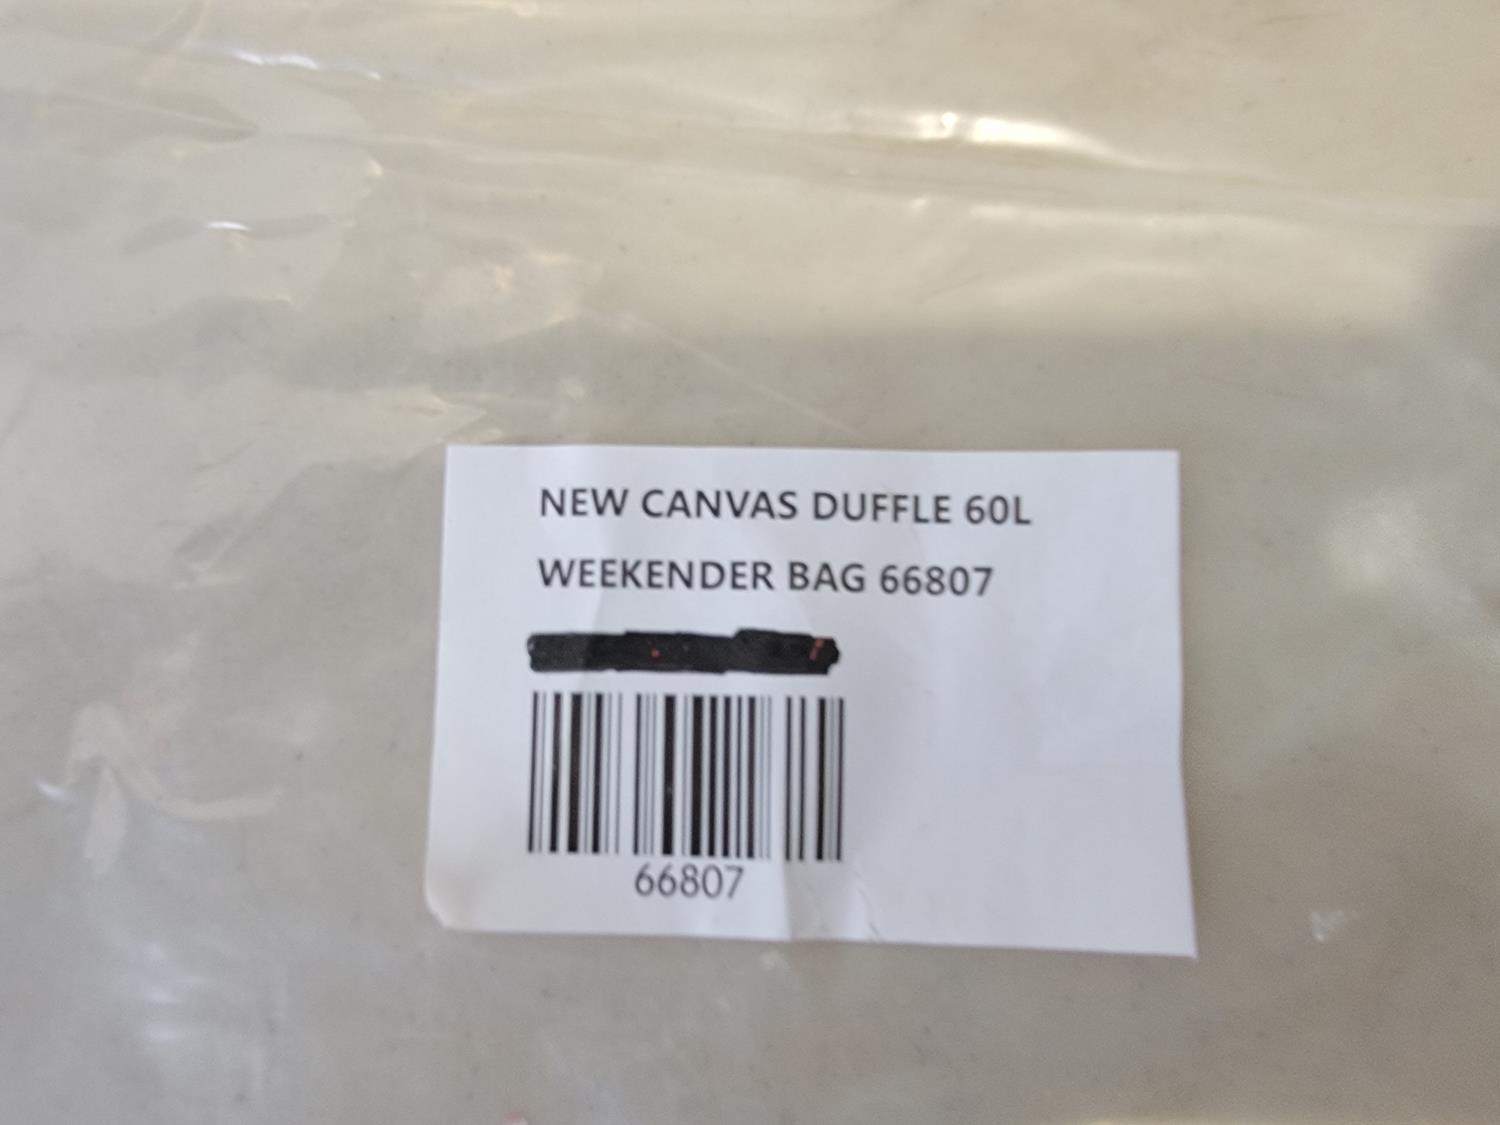 NEW CANVAS DUFFLE 60L
WEEKENDER BAG 66807
66807